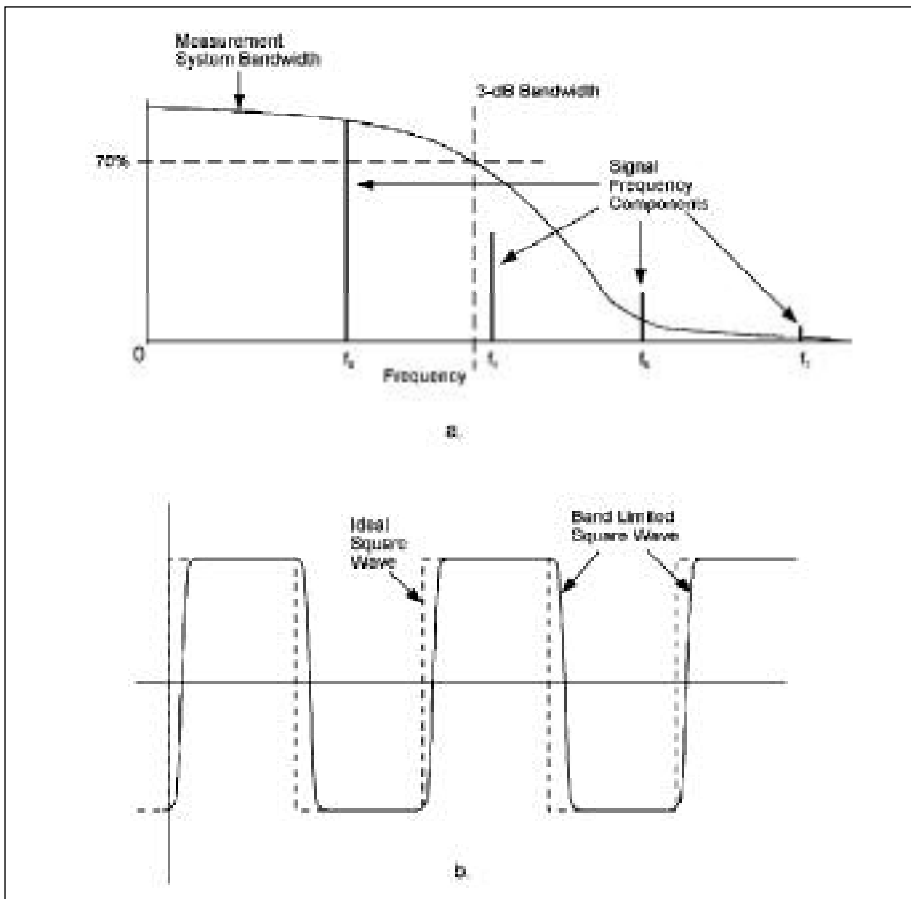 Measurement
System Bandwidth
3-dB Bandwidth
70%
Signal
Frequency
Components
0
Frequency
a.
Ideal
Square
Wave
Band Limited
Square Wave
b.